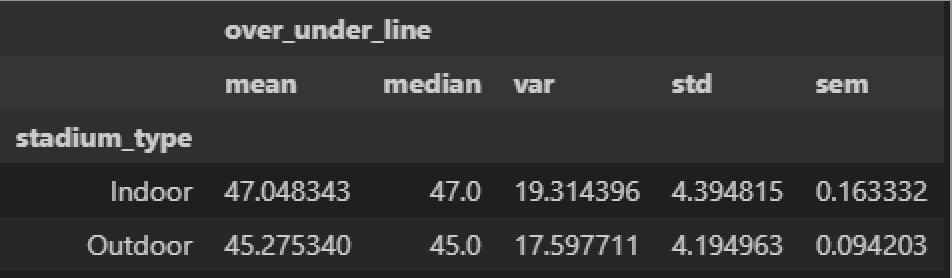 over_under_line
mean median var std sem
stadium_type
Indoor 47.048343 47.0 19.314396 4.394815 0.163332
Outdoor 45.275340 45.0 17.597711 4.194963 0.094203